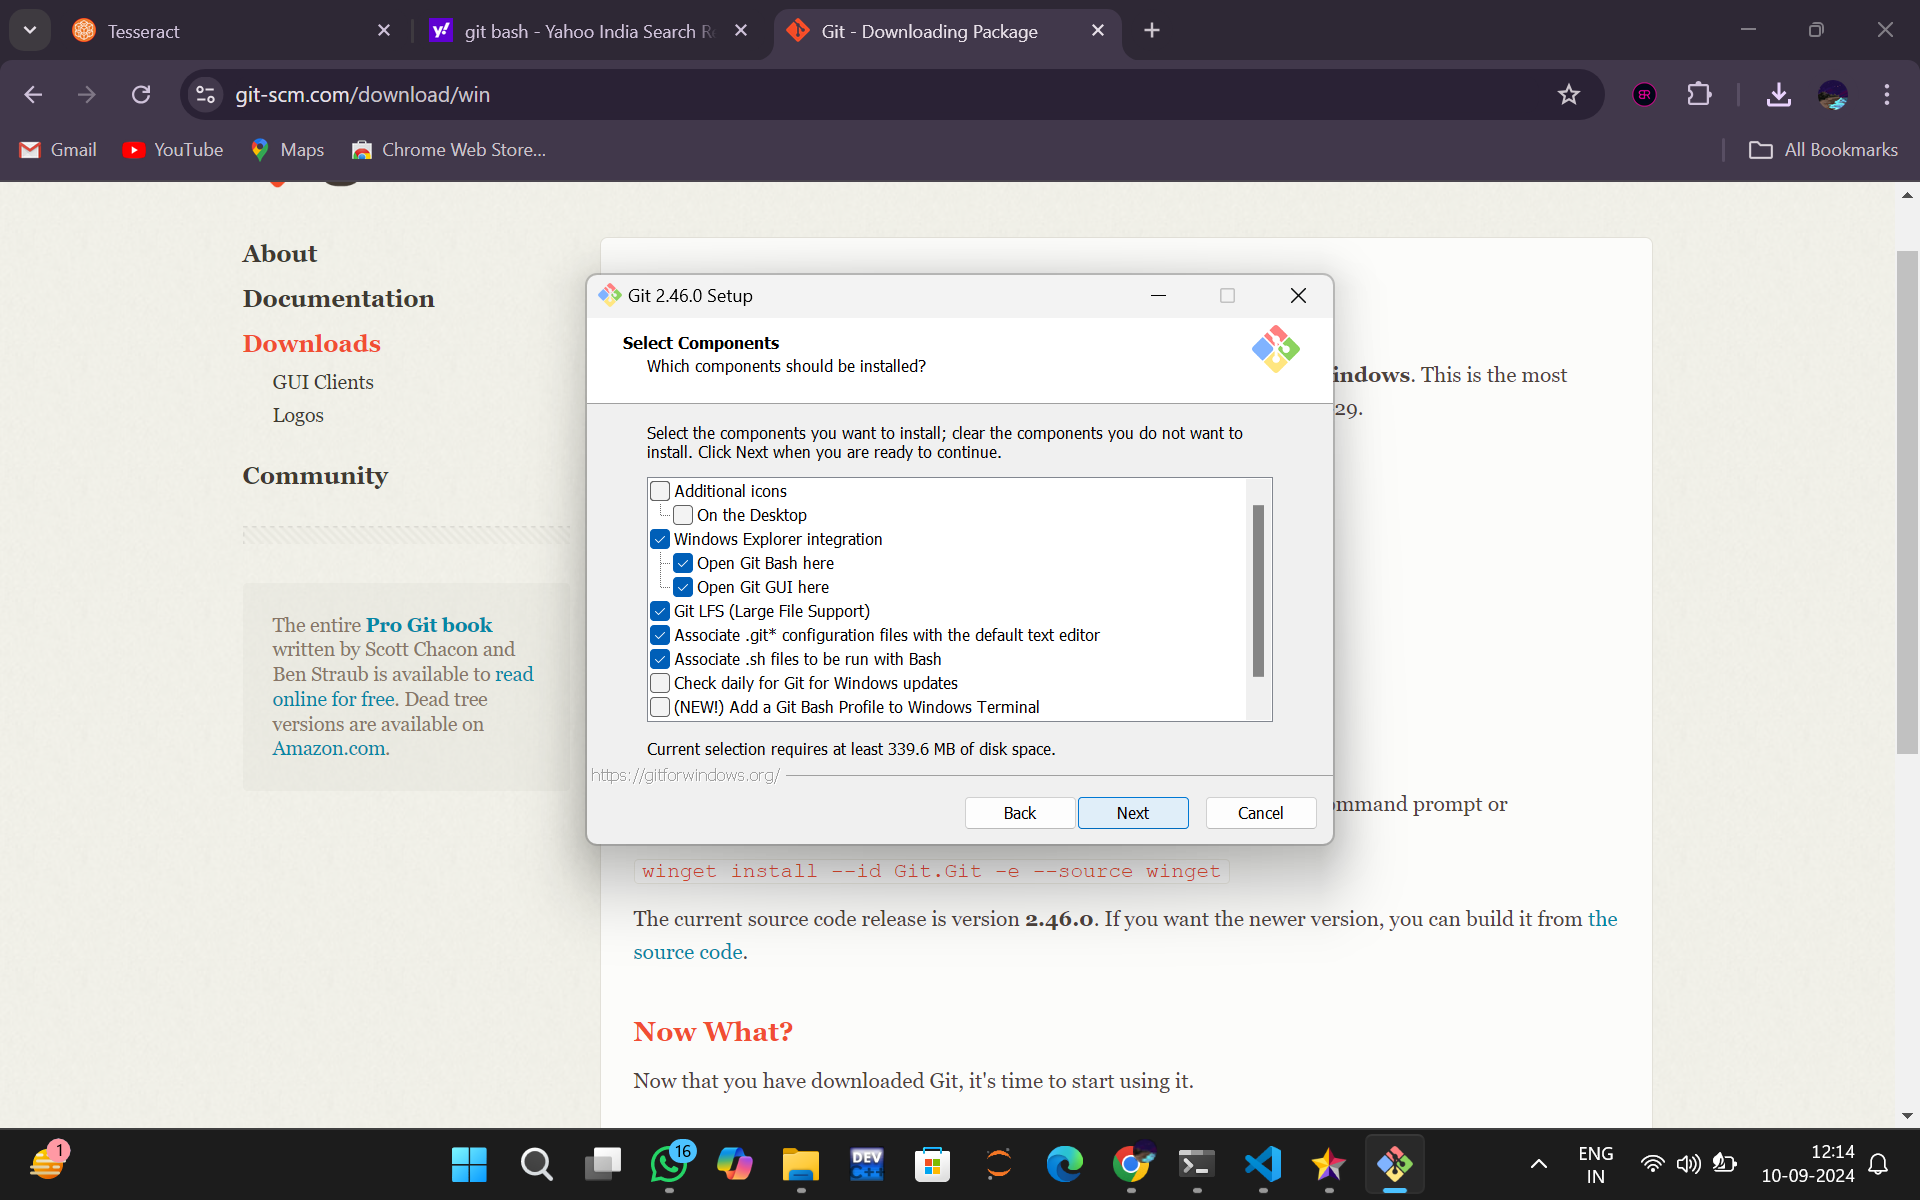 Tesseract
git bash - Yahoo India Search Re
Git - Downloading Package
git-scm.com/download/win
Gmail
YouTube
Maps
Chrome Web Store...
All Bookmarks
About
Documentation
Downloads
GUI Clients
Logos
Community
The entire Pro Git book
written by Scott Chacon and
Ben Straub is available to read
online for free. Dead tree
versions are available on
Amazon.com.
Git 2.46.0 Setup
Select Components
Which components should be installed?
Select the components you want to install; clear the components you do not want to
install. Click Next when you are ready to continue.
Additional icons
On the Desktop
Windows Explorer integration
Open Git Bash here
Open Git GUI here
Git LFS (Large File Support)
Associate .git* configuration files with the default text editor
Associate .sh files to be run with Bash
Check daily for Git for Windows updates
(NEW!) Add a Git Bash Profile to Windows Terminal
Current selection requires at least 339.6 MB of disk space.
https://gitforwindows.org/
Back
Next
Cancel
indows. This is the most
29.
ommand prompt or
winget install --id Git.Git -e --source winget
The current source code release is version 2.46.0. If you want the newer version, you can build it from the
source code.
Now What?
Now that you have downloaded Git, it's time to start using it.
1
16
DEV
C++
ENG
IN
12:14
10-09-2024